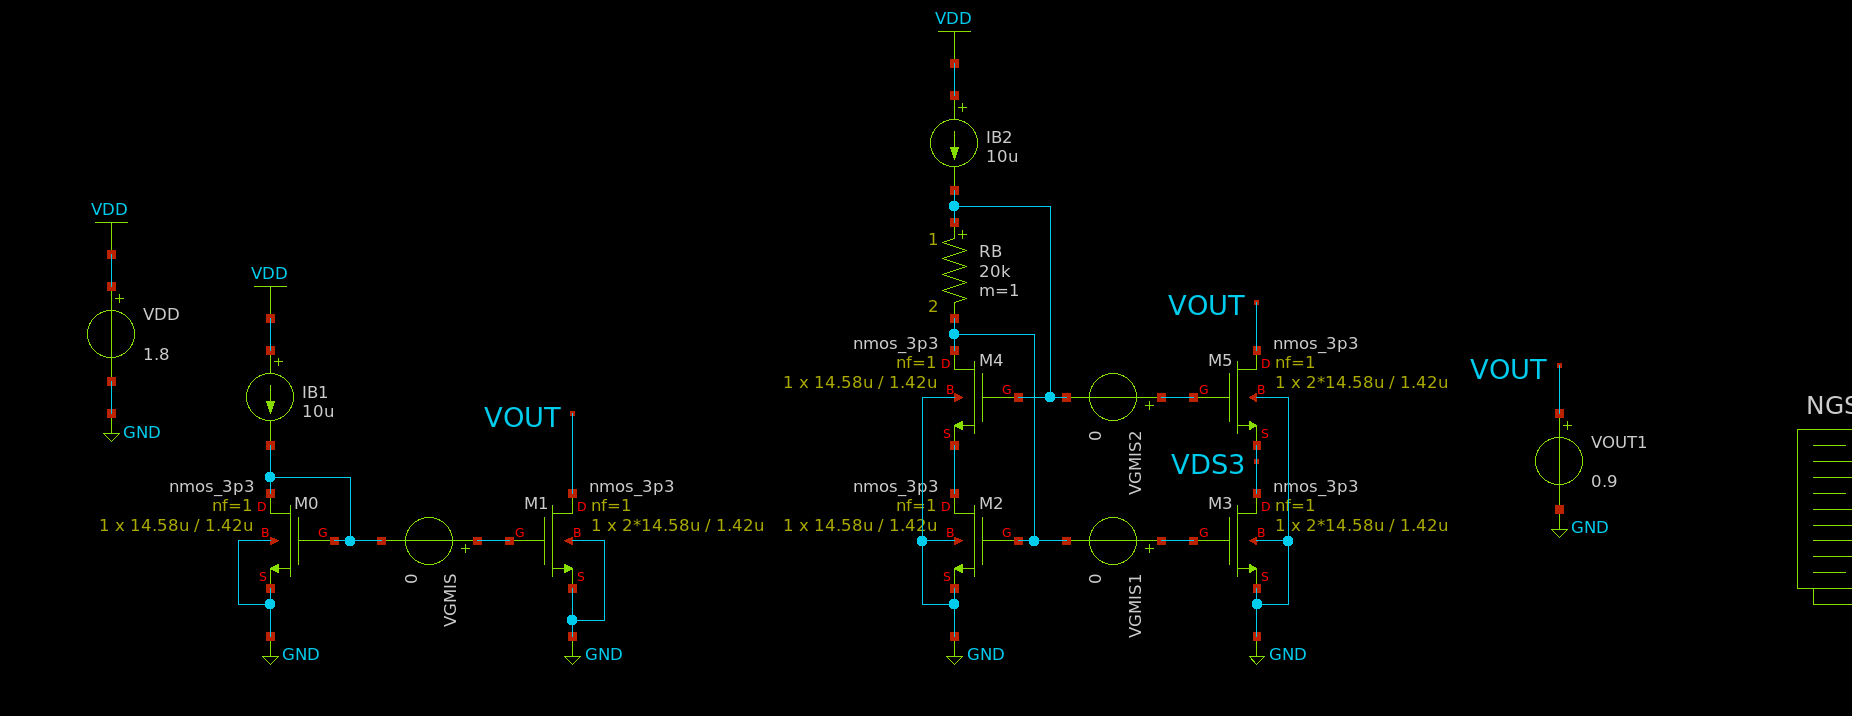 VDD
IB2
10u
VDD
1
RB
20k
m=1
2
VDD
1.8
GND
VDD
IB1
10u
VOUT
nmos_3p3
nf=1
1 x 14.58u / 1.42u
D
M0
B
G
S
GND
0
VGMIS
M1
nmos_3p3
nf=1
1 x 2*14.58u / 1.42u
D
G
B
S
GND
nmos_3p3
nf=1
1 x 14.58u / 1.42u
D
M4
B
G
S
0
VGMIS2
VOUT
M5
nmos_3p3
nf=1
1 x 2*14.58u / 1.42u
D
G
B
S
VDS3
nmos_3p3
nf=1
1 x 14.58u / 1.42u
D
M2
B
G
S
GND
0
VGMIS1
M3
nmos_3p3
nf=1
1 x 2*14.58u / 1.42u
D
G
B
S
GND
VOUT
VOUT1
0.9
GND
NGS